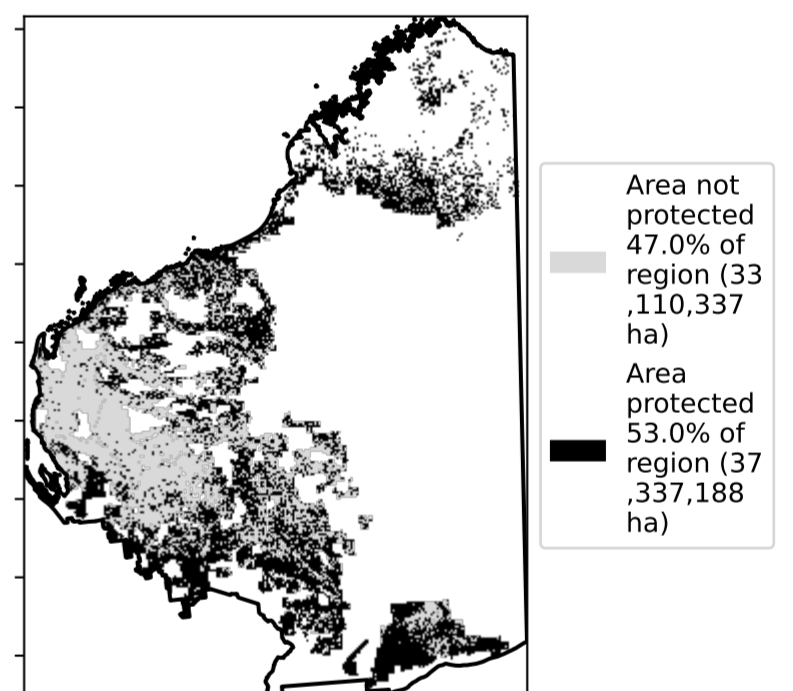 Area not
protected
47.0% of
region (33
,110,337
ha)
Area
protected
53.0% of
region (37
,337,188
ha)